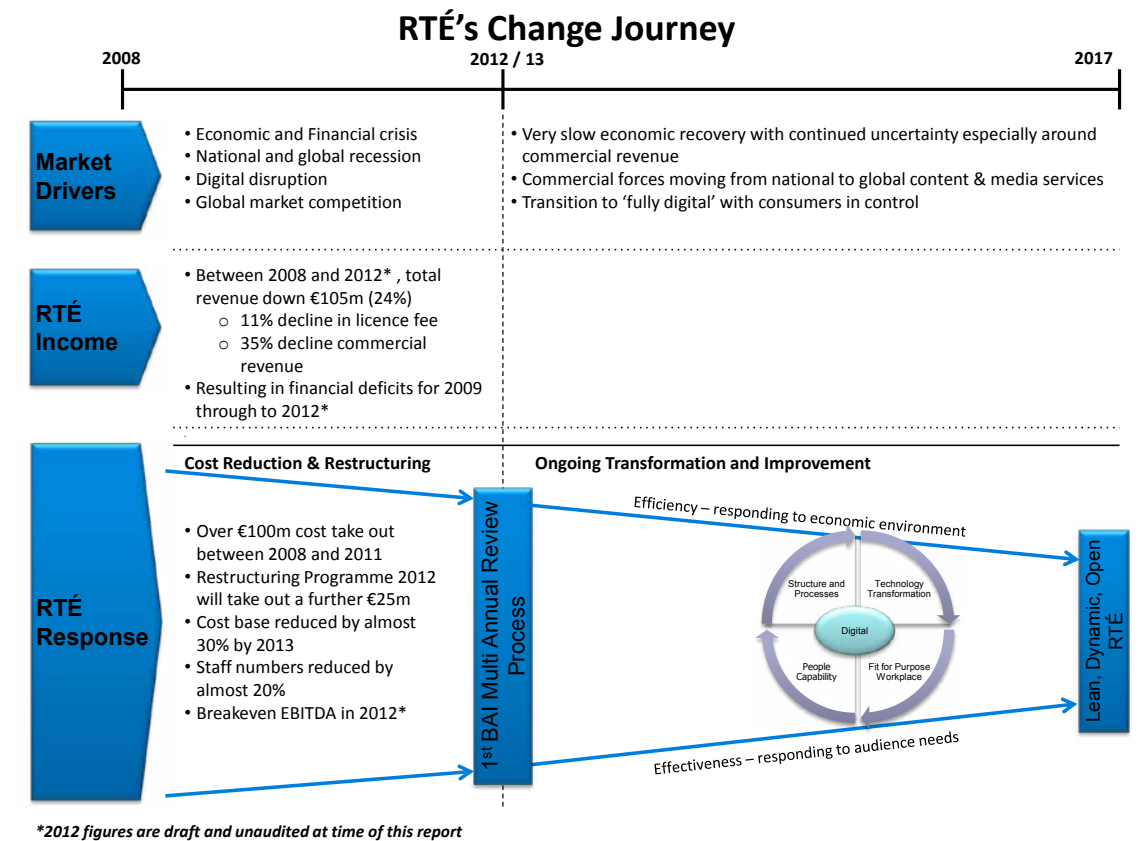 RTÉ’s Change Journey
2008
2012 / 13
2017
Market
Drivers
• Economic and Financial crisis
• National and global recession
• Digital disruption
• Global market competition
• Very slow economic recovery with continued uncertainty especially around
commercial revenue
• Commercial forces moving from national to global content & media services
• Transition to ‘fully digital’ with consumers in control
RTÉ
Income
• Between 2008 and 2012* , total
revenue down €105m (24%)
o 11% decline in licence fee
o 35% decline commercial
revenue
• Resulting in financial deficits for 2009
through to 2012*
RTÉ
Response
Cost Reduction & Restructuring
• Over €100m cost take out
between 2008 and 2011
• Restructuring Programme 2012
will take out a further €25m
• Cost base reduced by almost
30% by 2013
• Staff numbers reduced by
almost 20%
• Breakeven EBITDA in 2012*
1st BAI Multi Annual Review
Process
Ongoing Transformation and Improvement
Efficiency – responding to economic environment
Structure and
Processes
Technology
Transformation
Digital
People
Capability
Fit for Purpose
Workplace
Effectiveness – responding to audience needs
Lean, Dynamic, Open
RTÉ
*2012 figures are draft and unaudited at time of this report